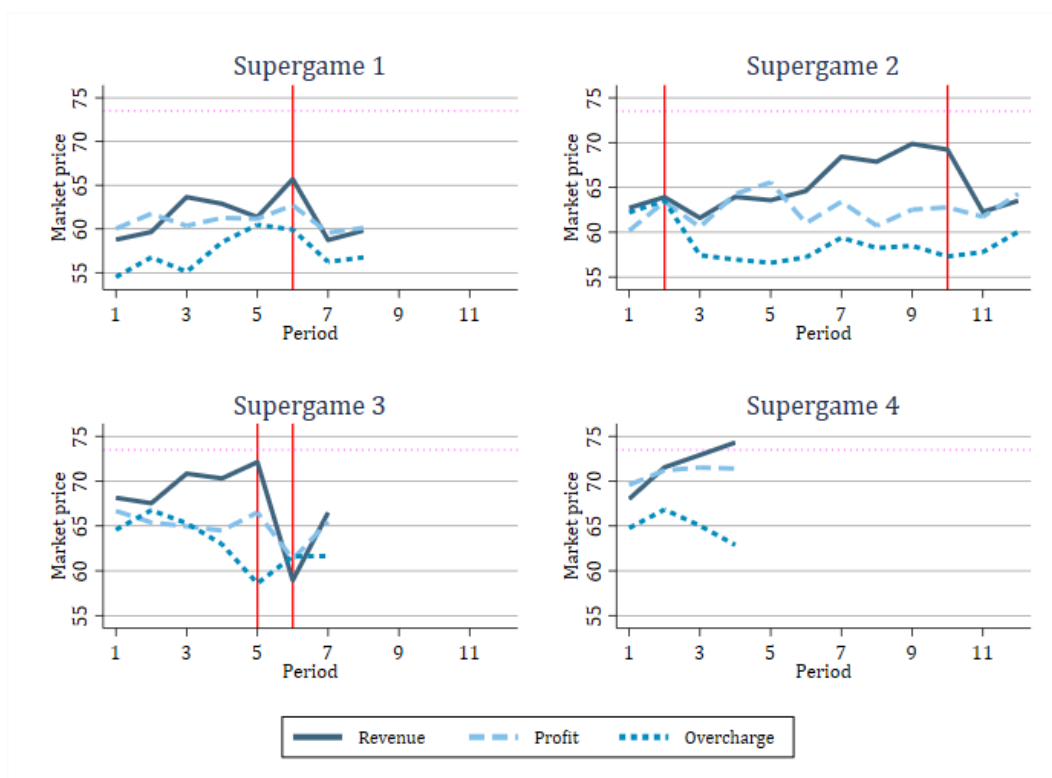 Supergame 1
Supergame 2
Market price
75
70
65
60
55
1 3 5 7 9 11
Period
Market price
75
70
65
60
55
1 3 5 7 9 11
Period
Supergame 3
Supergame 4
Market price
75
70
65
60
55
1 3 5 7 9 11
Period
Market price
75
70
65
60
55
1 3 5 7 9 11
Period
Revenue Profit Overcharge